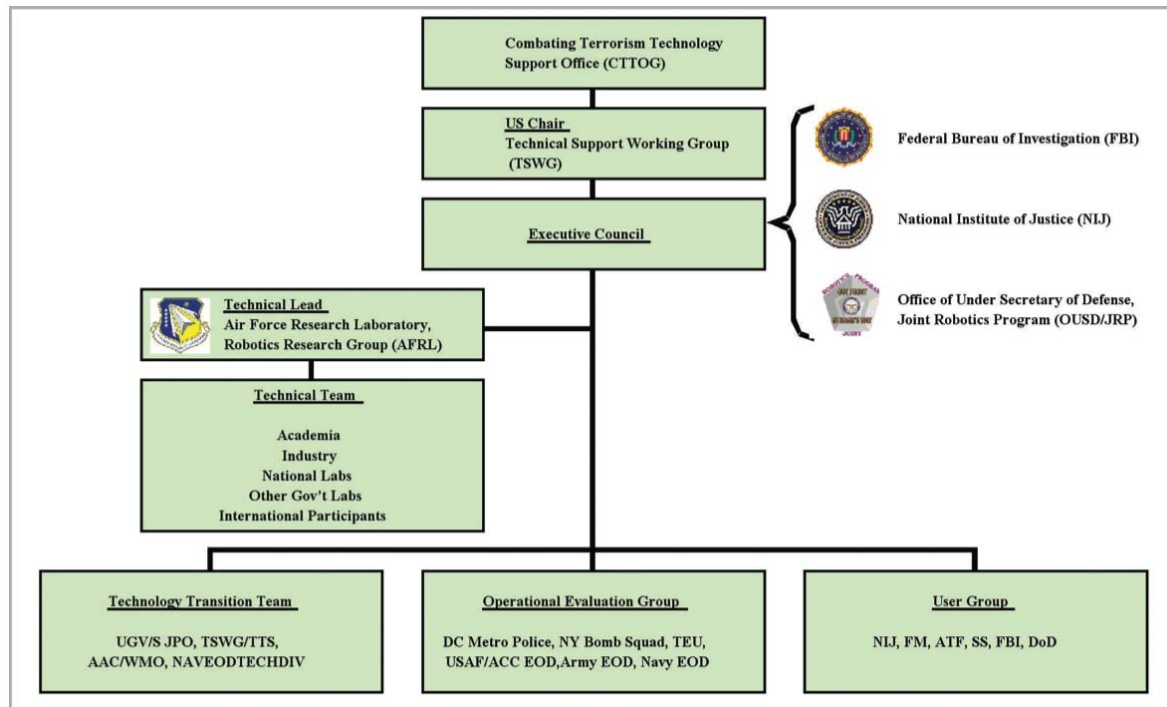 Combating Terrorism Technology
Support Office (CTTOG)
US Chair
Technical Support Working Group
(TSWG)
Executive Council
Federal Bureau of Investigation (FBI)
National Institute of Justice (NIJ)
Office of Under Secretary of Defense,
Joint Robotics Program (OUSD/JRP)
Technical Lead
Air Force Research Laboratory,
Robotics Research Group (AFRL)
Technical Team
Academia
Industry
National Labs
Other Gov't Labs
International Participants
Technology Transition Team
UGV/S JPO, TSWG/TTS,
AAC/WMO, NAVEODTECHDIV
Operational Evaluation Group
DC Metro Police, NY Bomb Squad, TEU,
USAF/ACC EOD,Army EOD, Navy EOD
User Group
NIJ, FM, ATF, SS, FBI, DoD